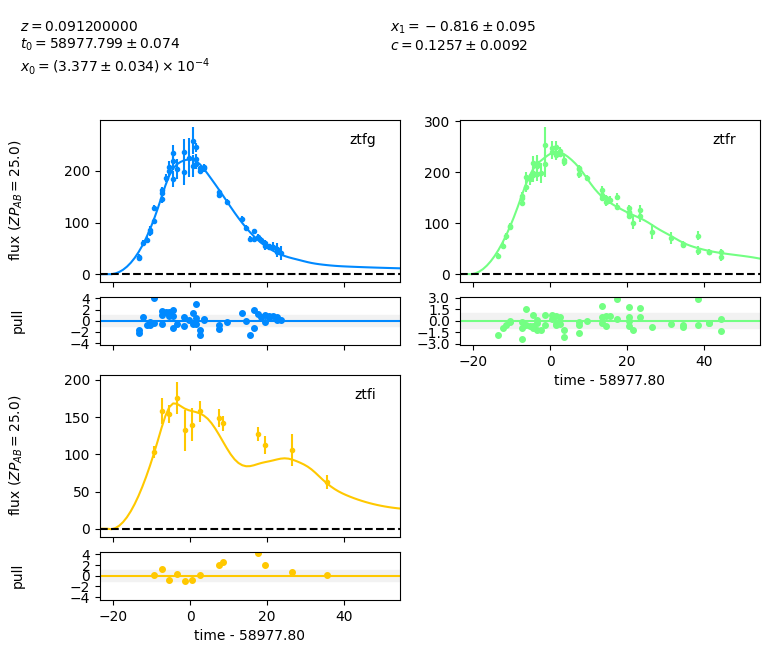 z = 0.091200000
t₀ = 58977.799 ± 0.074
x₀ = (3.377 ± 0.034) × 10⁻⁴
x₁ = −0.816 ± 0.095
c = 0.1257 ± 0.0092
flux (ZP_AB = 25.0)
ztfg
200
100
0
ztfr
300
200
100
0
pull
4
2
0
−2
−4
3.0
1.5
0.0
−1.5
−3.0
−20 0 20 40
time - 58977.80
flux (ZP_AB = 25.0)
ztfi
200
150
100
50
0
pull
4
2
0
−2
−4
−20 0 20 40
time - 58977.80